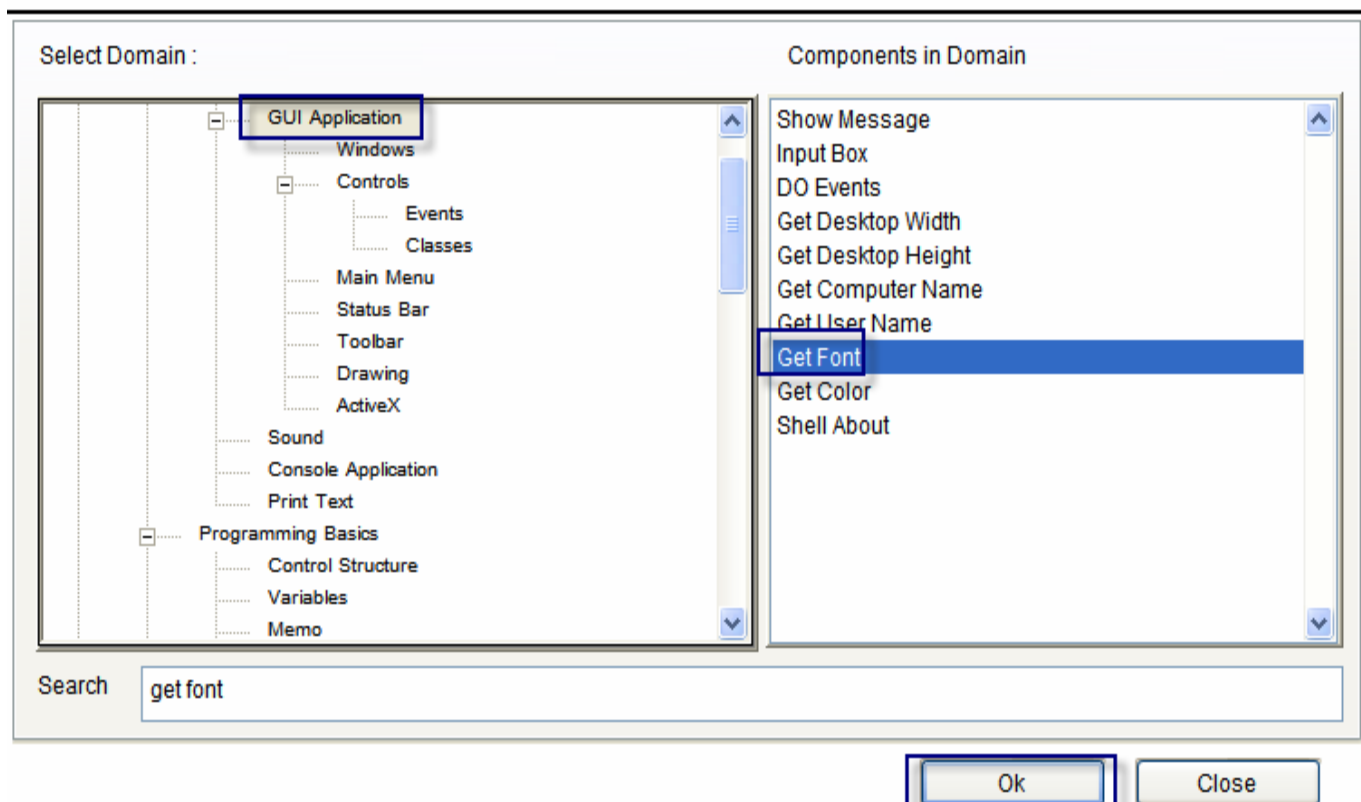 Select Domain :
GUI Application
Windows
Controls
Events
Classes
Main Menu
Status Bar
Toolbar
Drawing
ActiveX
Sound
Console Application
Print Text
Programming Basics
Control Structure
Variables
Memo
Components in Domain
Show Message
Input Box
DO Events
Get Desktop Width
Get Desktop Height
Get Computer Name
Get User Name
Get Font
Get Color
Shell About
Search
get font
Ok
Close